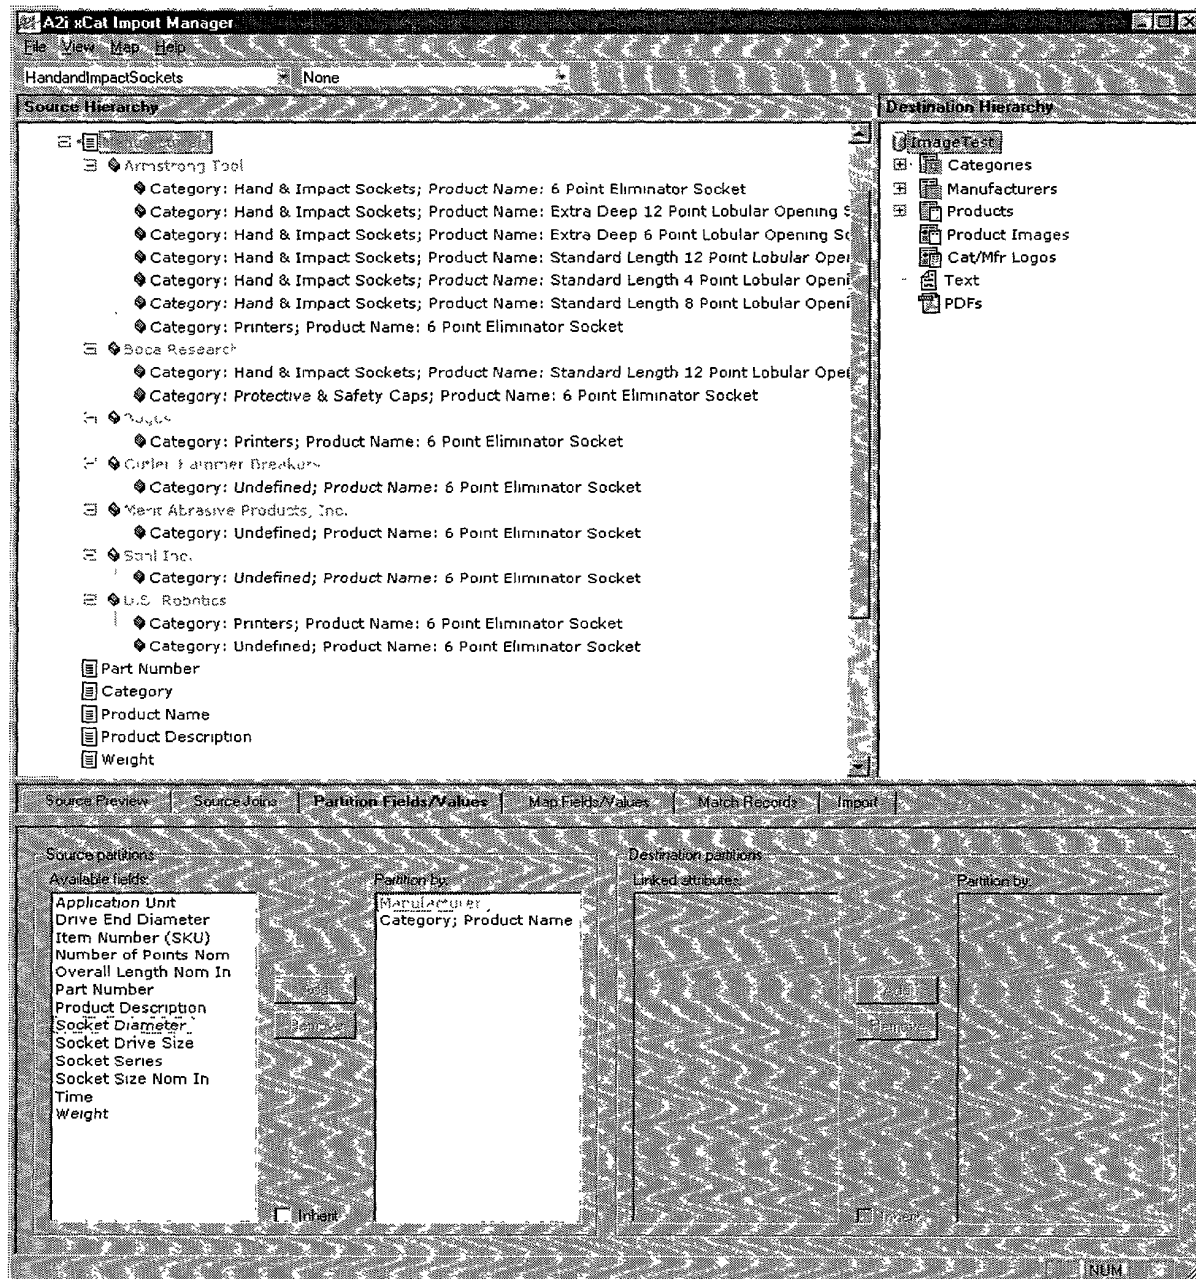 A2i xCat Import Manager
File View Map Help
HandandImpactSockets None
Source Hierarchy
Armstrong Tool
Category: Hand & Impact Sockets; Product Name: 6 Point Eliminator Socket
Category: Hand & Impact Sockets; Product Name: Extra Deep 12 Point Lobular Opening S
Category: Hand & Impact Sockets; Product Name: Extra Deep 6 Point Lobular Opening So
Category: Hand & Impact Sockets; Product Name: Standard Length 12 Point Lobular Oper
Category: Hand & Impact Sockets; Product Name: Standard Length 4 Point Lobular Openi
Category: Hand & Impact Sockets; Product Name: Standard Length 8 Point Lobular Openi
Category: Printers; Product Name: 6 Point Eliminator Socket
Boca Research
Category: Hand & Impact Sockets; Product Name: Standard Length 12 Point Lobular Oper
Category: Protective & Safety Caps; Product Name: 6 Point Eliminator Socket
Category: Printers; Product Name: 6 Point Eliminator Socket
Cutler Hammer Breakers
Category: Undefined; Product Name: 6 Point Eliminator Socket
Merit Abrasive Products, Inc.
Category: Undefined; Product Name: 6 Point Eliminator Socket
Inc.
Category: Undefined; Product Name: 6 Point Eliminator Socket
U.S. Robotics
Category: Printers; Product Name: 6 Point Eliminator Socket
Category: Undefined; Product Name: 6 Point Eliminator Socket
Part Number
Category
Product Name
Product Description
Weight
Destination Hierarchy
ImageTest
Categories
Manufacturers
Products
Product Images
Cat/Mfr Logos
Text
PDFs
Source Preview Source Joins Partition Fields/Values Map Fields/Values Match Records Import
Source partitions
Available fields:
Application Unit
Drive End Diameter
Item Number (SKU)
Number of Points Nom
Overall Length Nom In
Part Number
Product Description
Socket Diameter
Socket Drive Size
Socket Series
Socket Size Nom In
Time
Weight
Add
Remove
Inherit
Partition by:
Manufacturer
Category; Product Name
Destination partitions
Linked attributes:
Add
Remove
Inherit
Partition by:
NUM